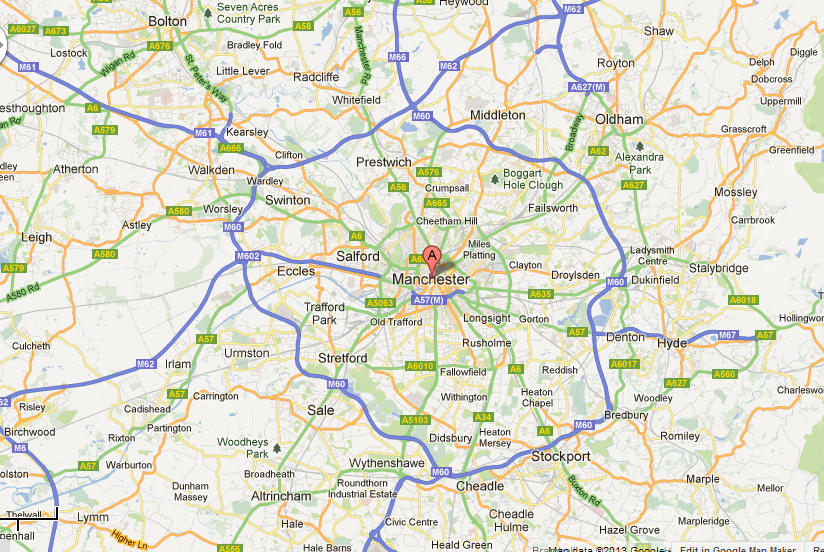 A6027
A673
Bolton
Seven Acres
Country Park
A56
Heywood
A58
M62
A58
Lostock
A676
Bradley Fold
Manchester Rd
Shaw
Wigan Rd
St. Peter's Way
M66
M62
Royton
Diggle
Delph
Dobcross
M61
Little Lever
Radcliffe
A627(M)
Uppermill
Whitefield
esthoughton
A6
A579
M61
Kearsley
M60
Middleton
Broadway
Oldham
Grasscroft
Greenfield
A666
Clifton
Prestwich
A62
Alexandra
Park
Atherton
Walkden
Wardley
A576
Boggart
Hole Clough
A627
Mossley
A56
Crumpsall
Swinton
A665
Worsley
A580
Failsworth
Carrbrook
Astley
M60
Cheetham Hill
A6
Leigh
A580
M602
Salford
A
Miles
Platting
Ladysmith
Centre
A579
Eccles
Clayton
Droylsden
Stalybridge
A580 Rd
Manchester
M60
Dukinfield
A635
A57(M)
A5063
A6018
Trafford
Park
Old Trafford
Longsight
Gorton
Hollingwor
Culcheth
A57
Denton
M67
A57
Rusholme
Hyde
Urmston
Stretford
M62
Irlam
A6010
Fallowfield
A6
Reddish
A6017
A560
A627
M60
Carrington
A57
Withington
Heaton
Chapel
Woodley
Charleswo
Risley
Cadishead
Sale
A5103
A34
Bredbury
Birchwood
Partington
M60
A6
Romiley
M6
Rixton
Woodheys
Park
Didsbury
Heaton
Mersey
A57
Warburton
Wythenshawe
M60
Stockport
Broadheath
Roundthorn
Industrial Estate
Cheadle
Buxton Rd
Marple
Mellor
Dunham
Massey
Altrincham
Thelwall
Lymm
Hale
Civic Centre
Cheadle
Hulme
Marpleridge
Higher Ln
A556
Hale Barns
Heald Green
Hazel Grove
Map data ©2013 Google - Edit in Google Map Maker